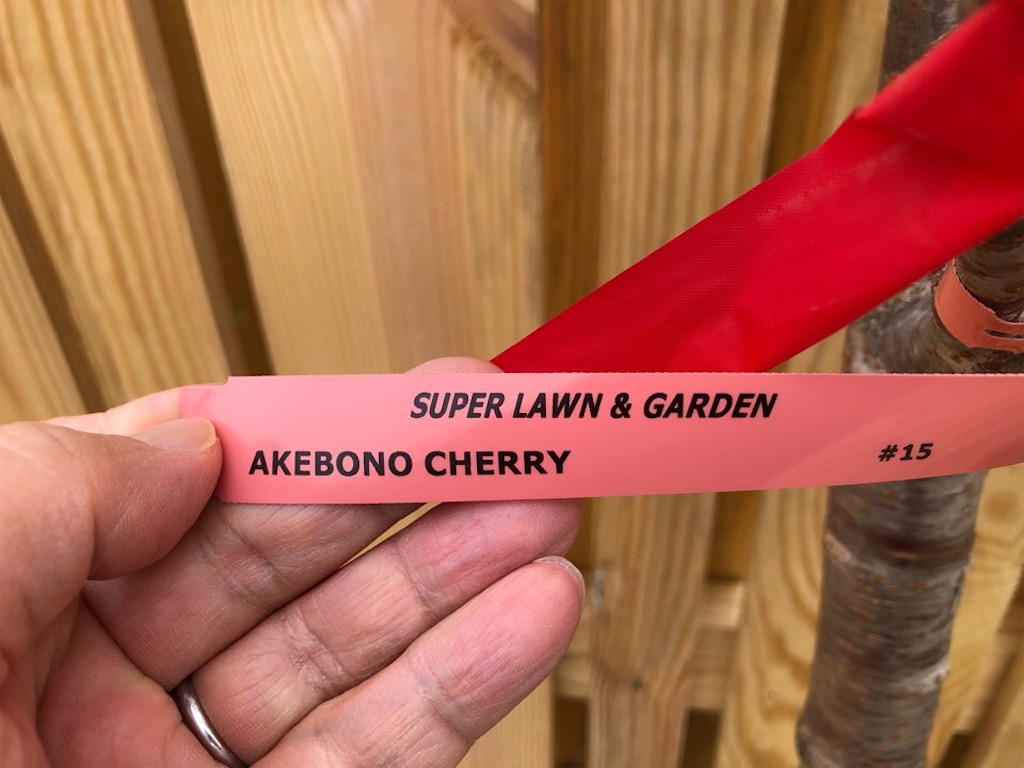 SUPER LAWN & GARDEN
AKEBONO CHERRY #15